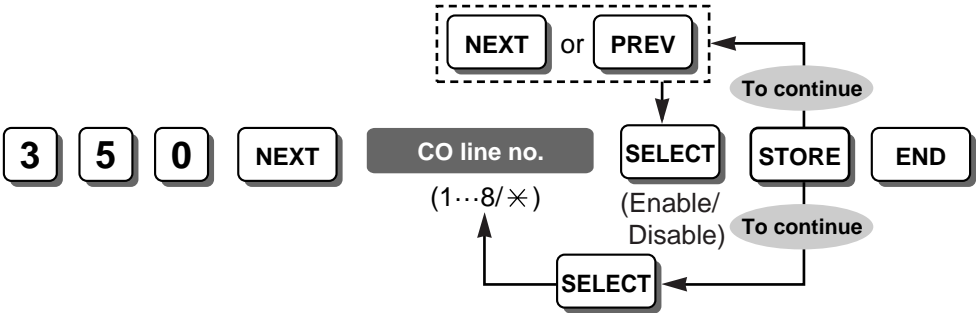 NEXT or PREV
To continue
3 5 0 NEXT CO line no. SELECT STORE END
(1···8/✳)
(Enable/
Disable)
To continue
SELECT